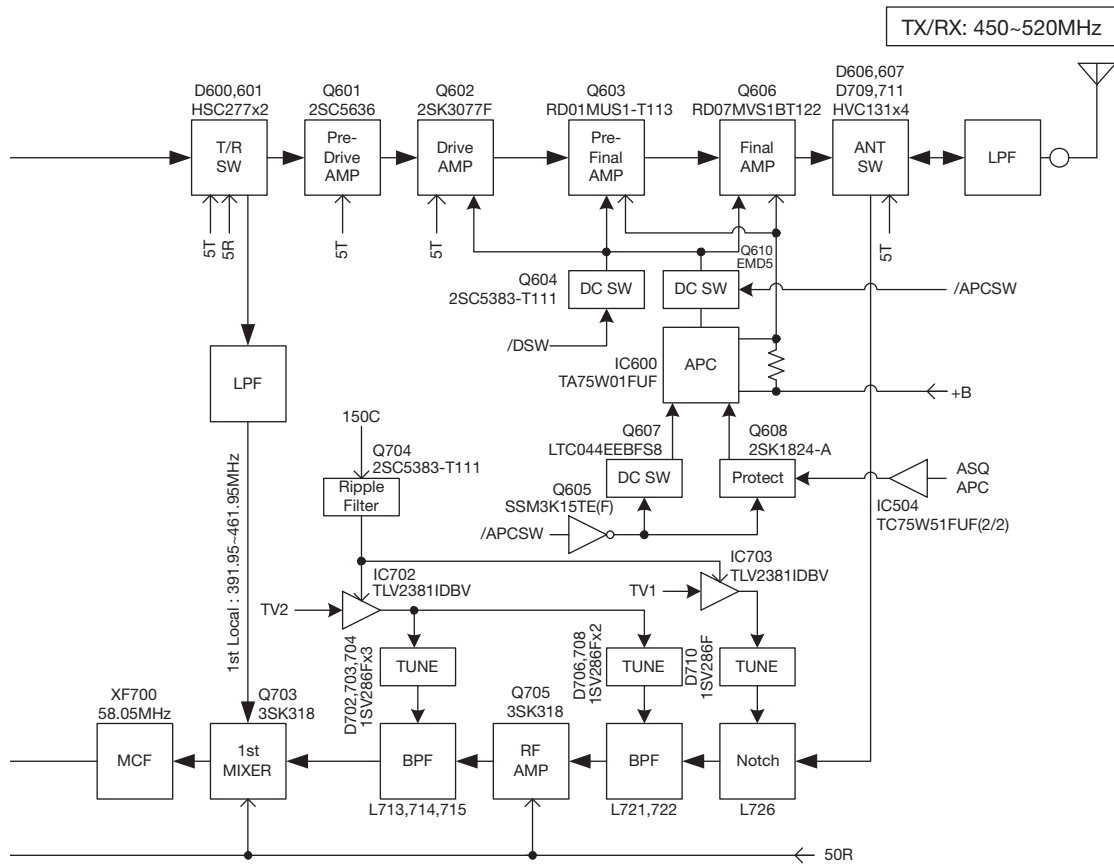 TX/RX: 450~520MHz
D600,601
HSC277x2
Q601
2SC5636
Q602
2SK3077F
Q603
RD01MUS1-T113
Q606
RD07MVS1BT122
D606,607
D709,711
HVC131x4
T/R
SW
Pre-
Drive
AMP
Drive
AMP
Pre-
Final
AMP
Final
AMP
ANT
SW
LPF
5T
5R
5T
5T
5T
Q604
2SC5383-T111
DC SW
Q610
EMD5
DC SW
/APCSW
/DSW
IC600
TA75W01FUF
APC
+B
LPF
150C
Q704
2SC5383-T111
Ripple
Filter
Q607
LTC044EEBFS8
DC SW
Q608
2SK1824-A
Protect
ASQ
APC
IC504
TC75W51FUF(2/2)
Q605
SSM3K15TE(F)
/APCSW
1st Local : 391.95~461.95MHz
IC702
TLV2381IDBV
TV2
IC703
TLV2381IDBV
TV1
D702,703,704
1SV286Fx3
TUNE
D706,708
1SV286Fx2
TUNE
D710
1SV286F
TUNE
XF700
58.05MHz
MCF
Q703
3SK318
1st
MIXER
BPF
L713,714,715
Q705
3SK318
RF
AMP
BPF
L721,722
Notch
L726
50R